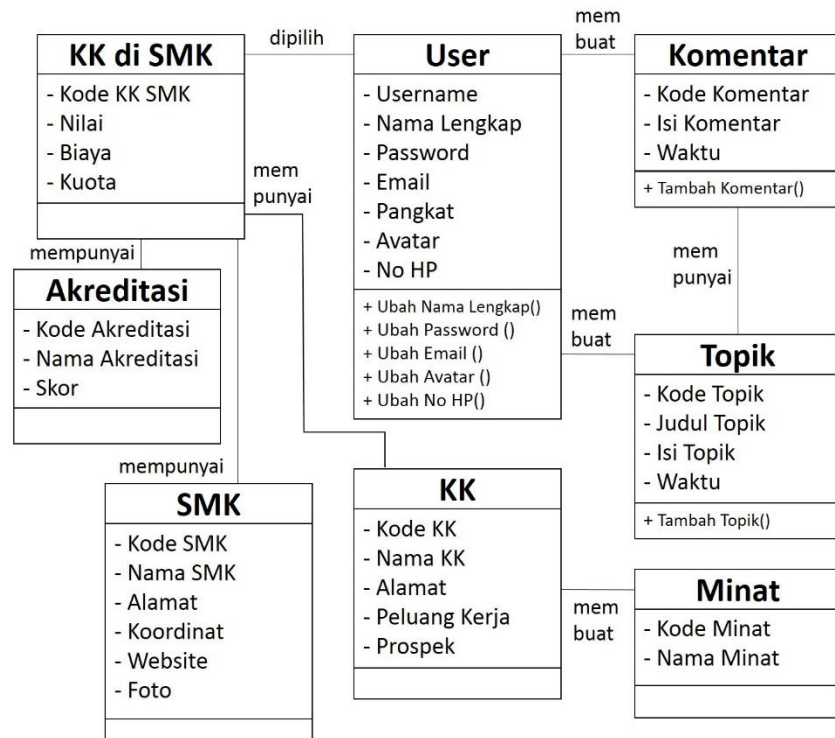 KK di SMK
- Kode KK SMK
- Nilai
- Biaya
- Kuota
dipilih
User
- Username
- Nama Lengkap
- Password
- Email
- Pangkat
- Avatar
- No HP
+ Ubah Nama Lengkap()
+ Ubah Password ()
+ Ubah Email ()
+ Ubah Avatar ()
+ Ubah No HP()
mem
buat
Komentar
- Kode Komentar
- Isi Komentar
- Waktu
+ Tambah Komentar()
mem
punyai
mempunyai
Akreditasi
- Kode Akreditasi
- Nama Akreditasi
- Skor
mem
punyai
mem
buat
Topik
- Kode Topik
- Judul Topik
- Isi Topik
- Waktu
+ Tambah Topik()
mempunyai
SMK
- Kode SMK
- Nama SMK
- Alamat
- Koordinat
- Website
- Foto
KK
- Kode KK
- Nama KK
- Alamat
- Peluang Kerja
- Prospek
mem
buat
Minat
- Kode Minat
- Nama Minat